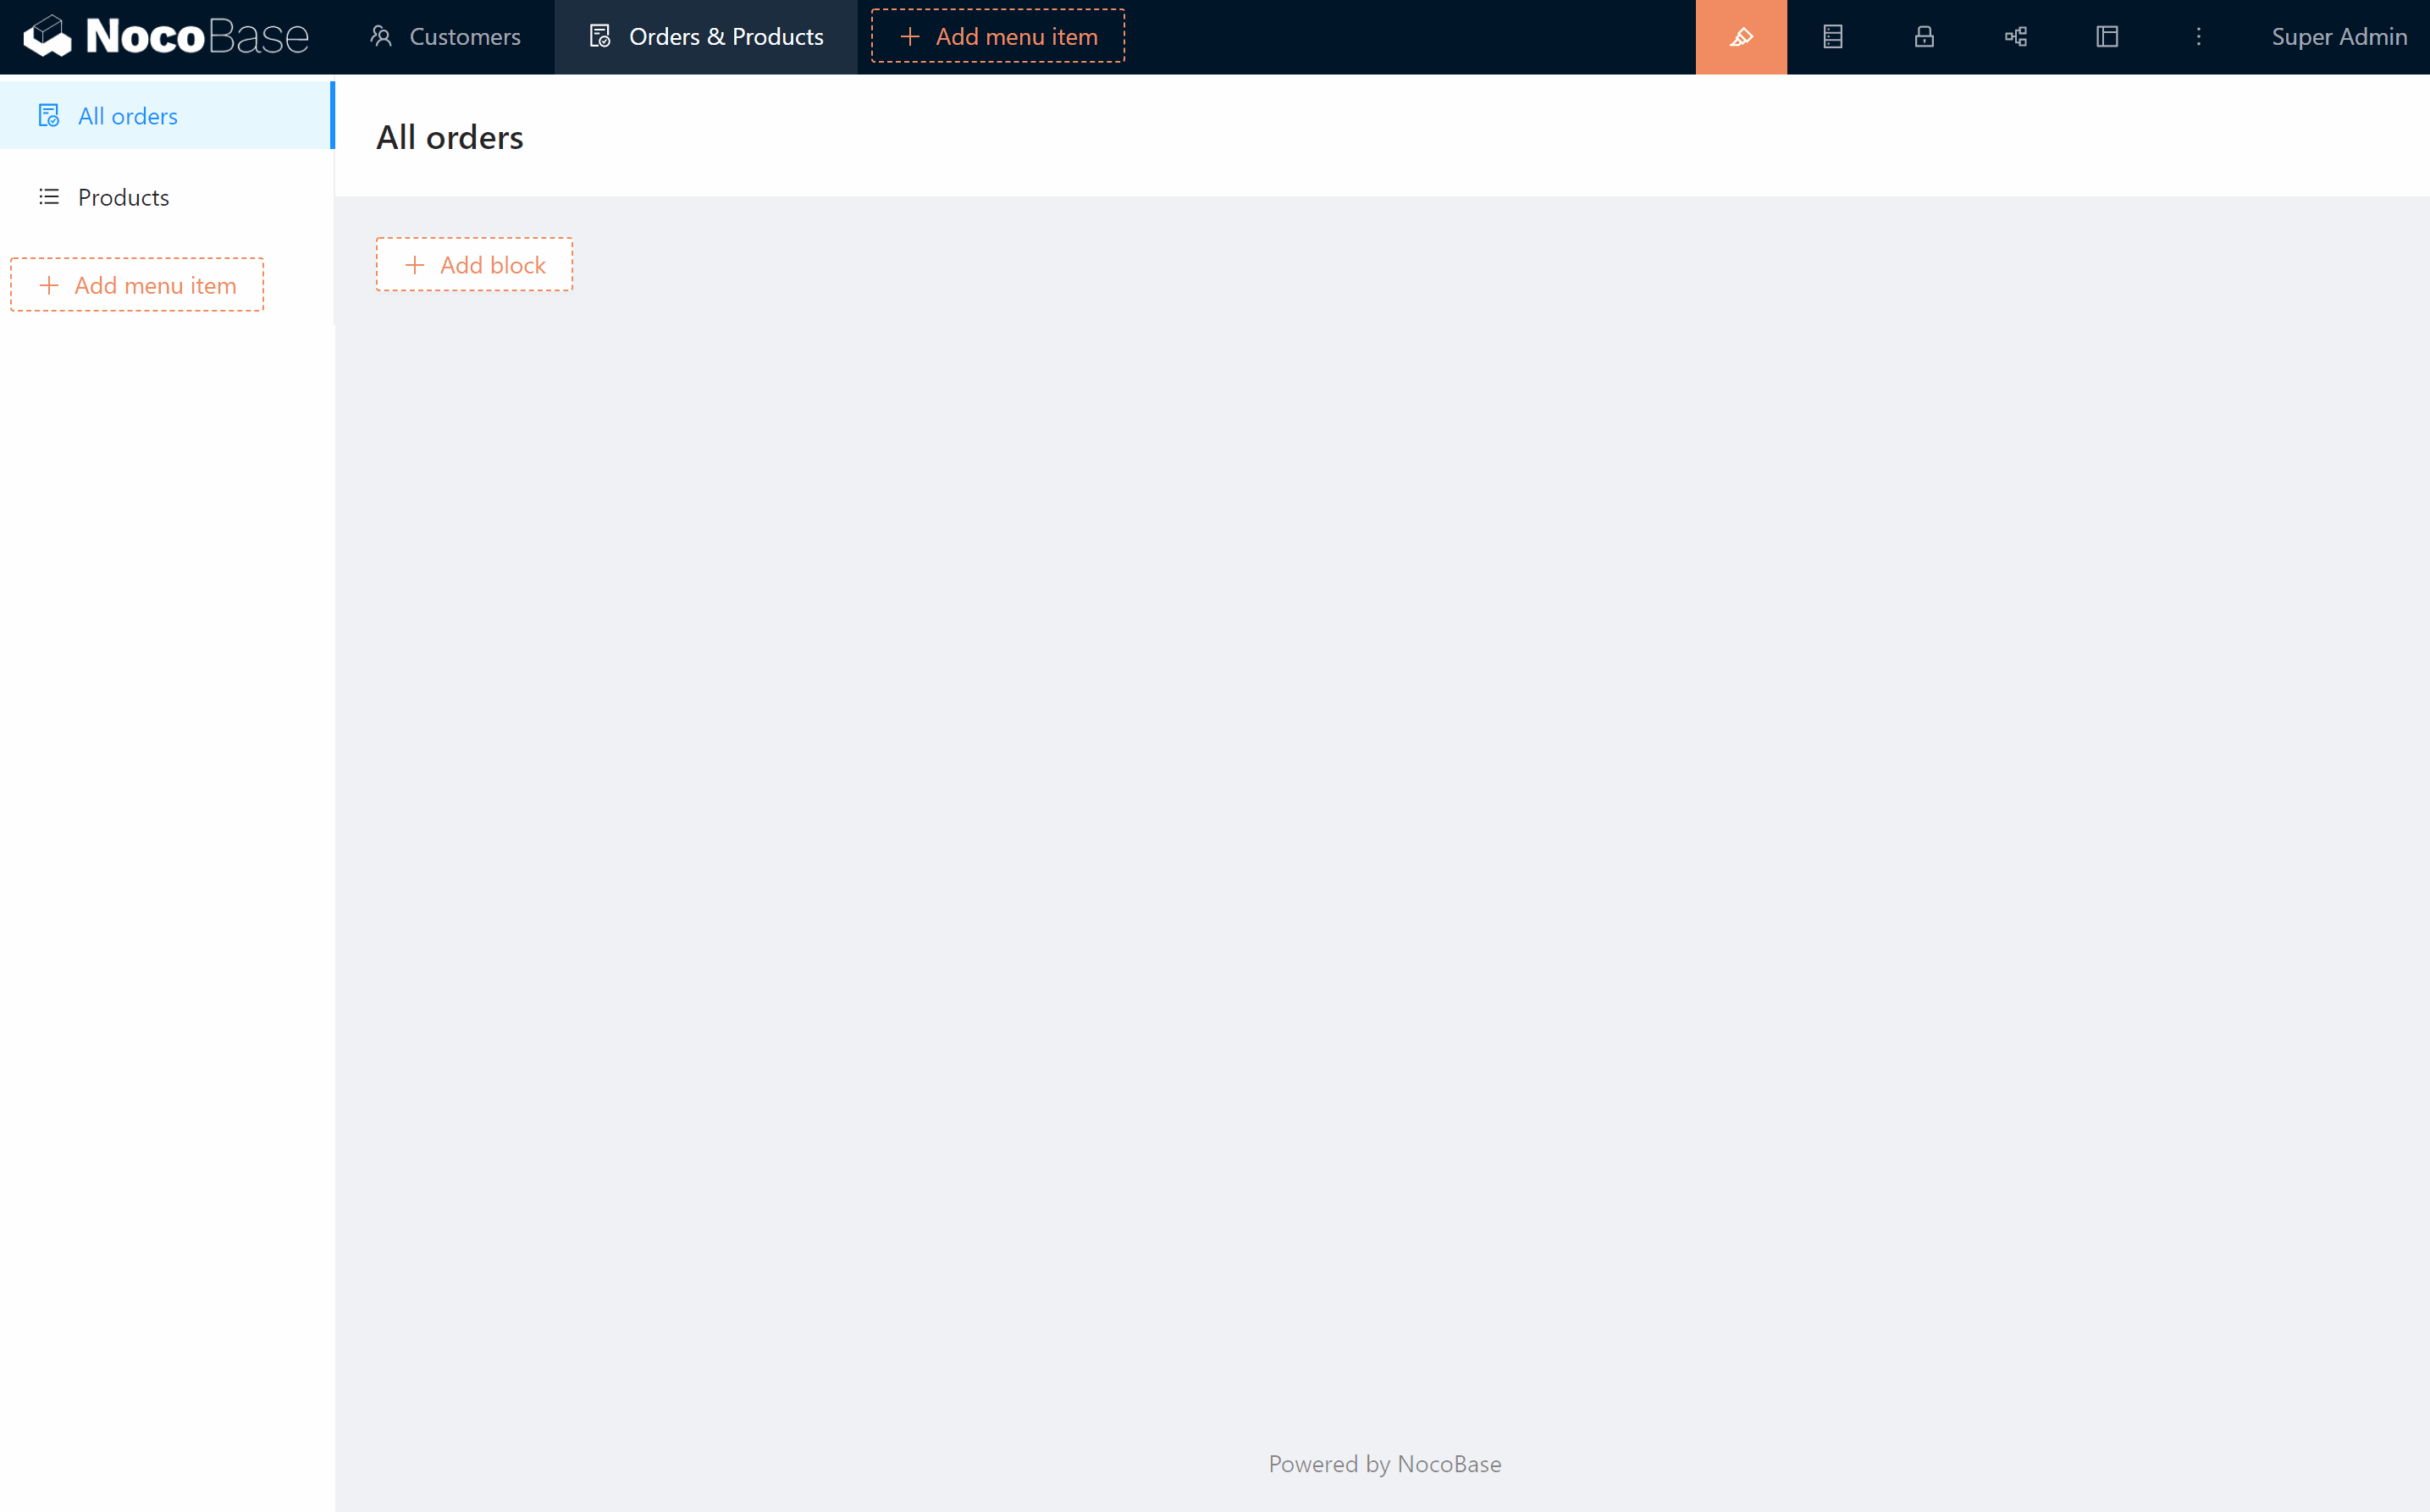 NocoBase
Customers
Orders & Products
Add menu item
Super Admin
All orders
Products
Add menu item
All orders
Add block
Powered by NocoBase